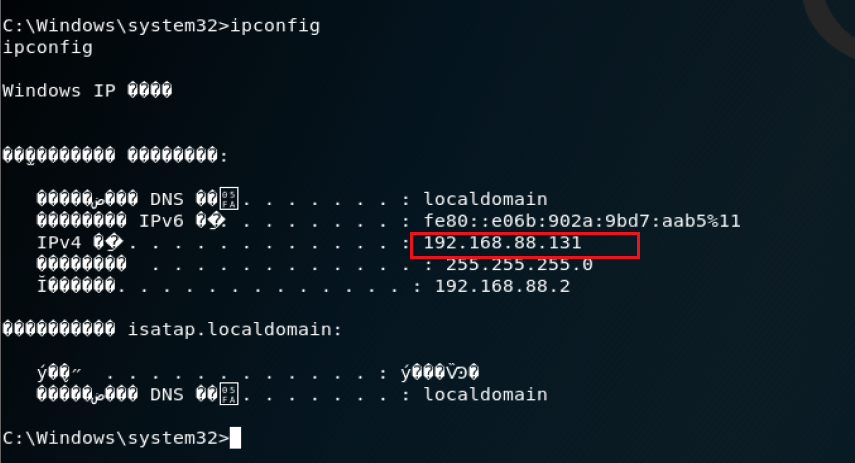 C:\Windows\system32>ipconfig
ipconfig
Windows IP ����
����������� ��������:
DNS . . . . . . . : localdomain
�������� IPv6 . . . . . . . . : fe80::e06b:902a:9bd7:aab5%11
IPv4 . . . . . . . . . . . . : 192.168.88.131
�������� . . . . . . . . . . . . : 255.255.255.0
. . . . . . . . . . . . . : 192.168.88.2
���������� isatap.localdomain:
. . . . . . . . . . . . :
DNS . . . . . . . : localdomain
C:\Windows\system32>